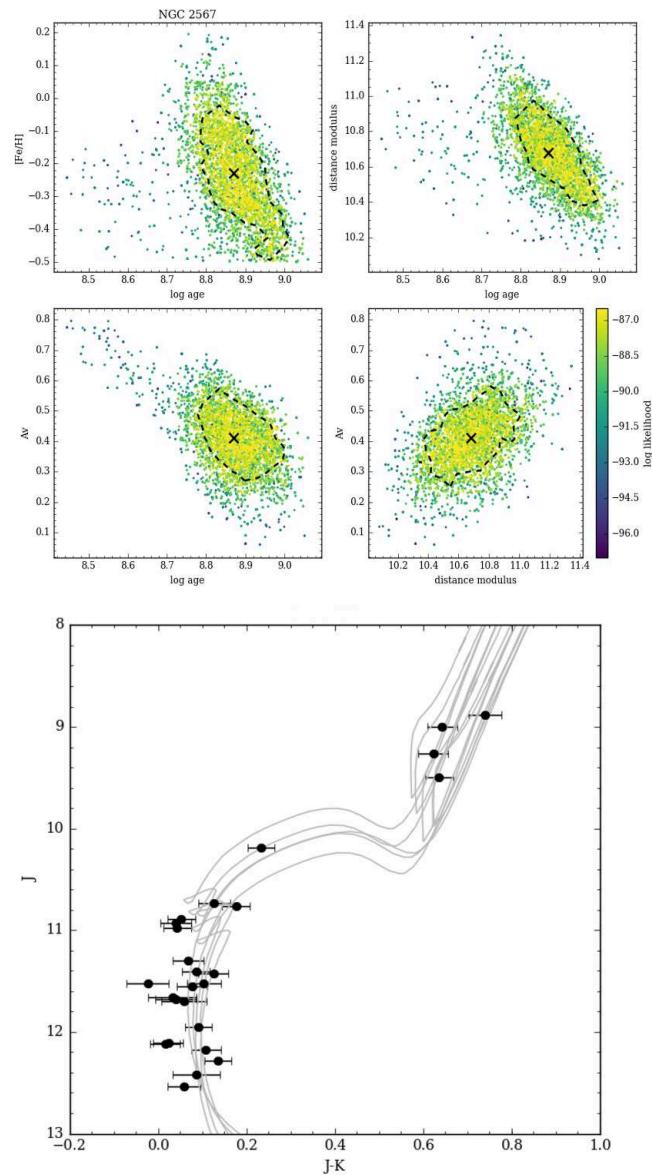 NGC 2567
0.2
0.1
0.0
−0.1
−0.2
−0.3
−0.4
−0.5
[Fe/H]
8.5 8.6 8.7 8.8 8.9 9.0
log age
11.4
11.2
11.0
10.8
10.6
10.4
10.2
distance modulus
8.5 8.6 8.7 8.8 8.9 9.0
log age
0.8
0.7
0.6
0.5
0.4
0.3
0.2
0.1
Av
8.5 8.6 8.7 8.8 8.9 9.0
log age
0.8
0.7
0.6
0.5
0.4
0.3
0.2
0.1
Av
10.2 10.4 10.6 10.8 11.0 11.2 11.4
distance modulus
−87.0
−88.5
−90.0
−91.5
−93.0
−94.5
−96.0
log likelihood
8
9
10
11
12
13
J
−0.2 0.0 0.2 0.4 0.6 0.8 1.0
J-K